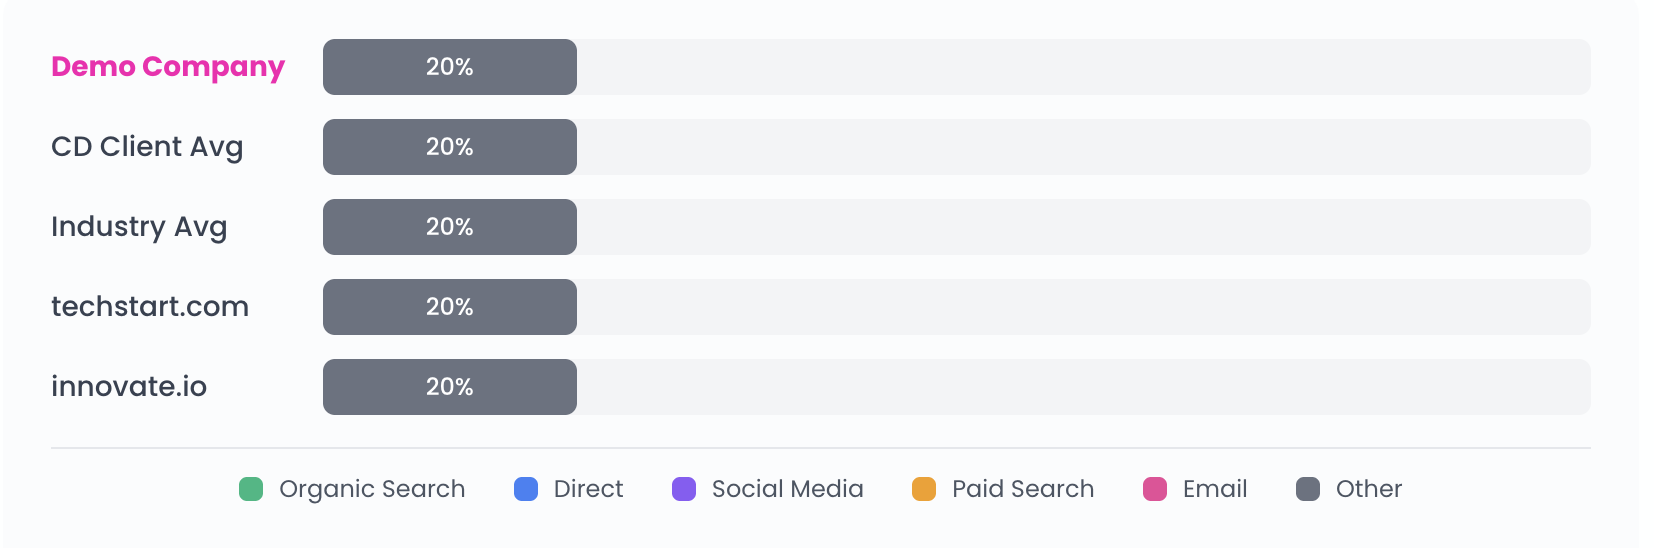 Demo Company 20%
CD Client Avg 20%
Industry Avg 20%
techstart.com 20%
innovate.io 20%
Organic Search Direct Social Media Paid Search Email Other